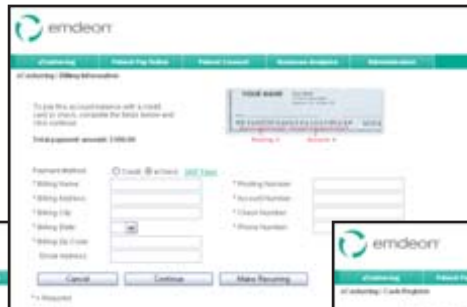 emdeon
eCashiering Patient Pay Online Patient Connect Business Analytics Administration
eCashiering : Billing Information
To pay this account balance with a credit
card or check, complete the fields below and
click continue.
YOUR NAME
Total payment amount: $100.00
Routing # Account #
Payment Method: Credit eCheck
* Billing Name * Routing Number
* Billing Address * Account Number
* Billing City * Check Number
* Billing State * Phone Number
* Billing Zip Code
Email Address
Cancel Continue Make Recurring
* = Required
emdeon
eCashiering
eCashiering : Cash Register